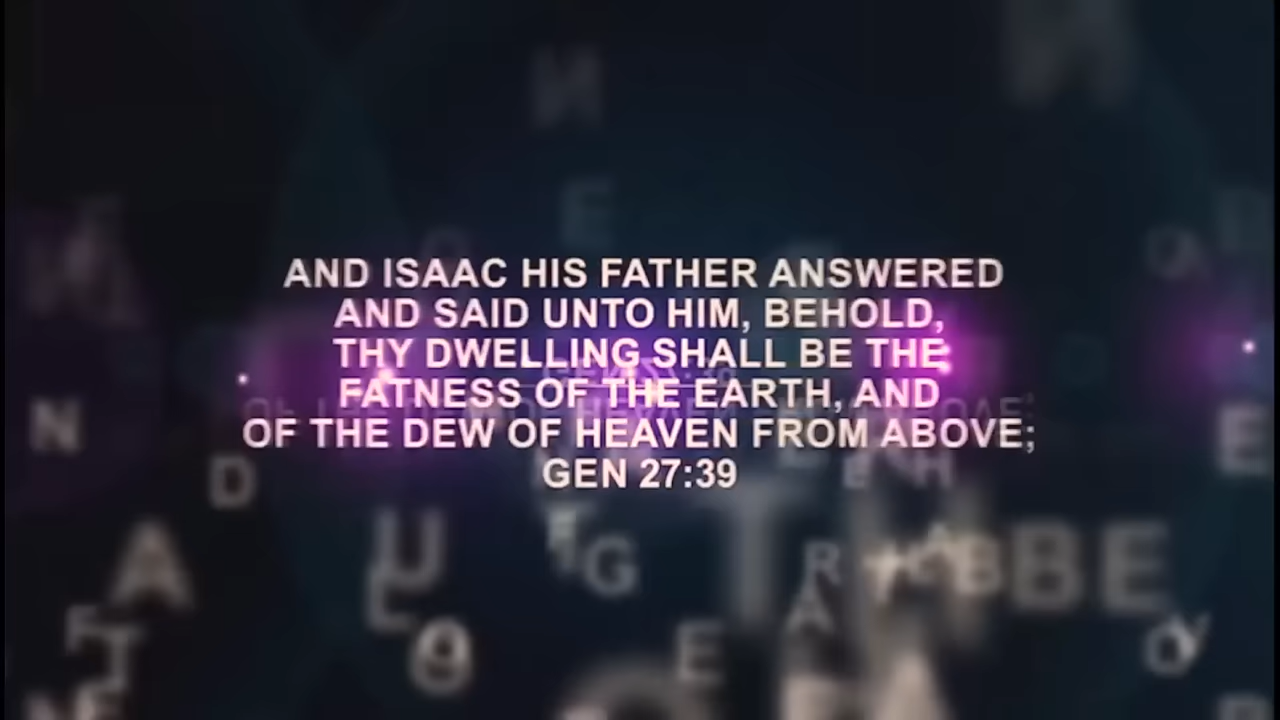 AND ISAAC HIS FATHER ANSWERED
AND SAID UNTO HIM, BEHOLD,
THY DWELLING SHALL BE THE
FATNESS OF THE EARTH, AND
OF THE DEW OF HEAVEN FROM ABOVE;
GEN 27:39